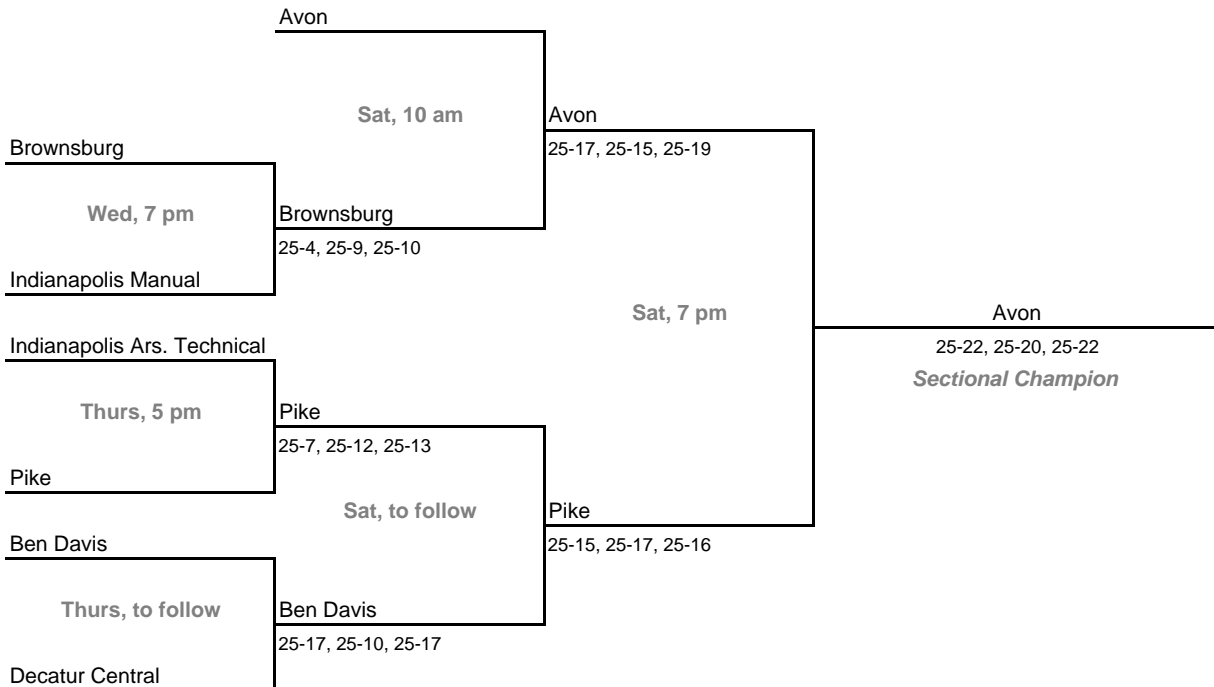 Avon
Sat, 10 am
Avon
Brownsburg
25-17, 25-15, 25-19
Wed, 7 pm
Brownsburg
25-4, 25-9, 25-10
Indianapolis Manual
Sat, 7 pm
Avon
Indianapolis Ars. Technical
25-22, 25-20, 25-22
Sectional Champion
Thurs, 5 pm
Pike
25-7, 25-12, 25-13
Pike
Sat, to follow
Pike
Ben Davis
25-15, 25-17, 25-16
Thurs, to follow
Ben Davis
25-17, 25-10, 25-17
Decatur Central